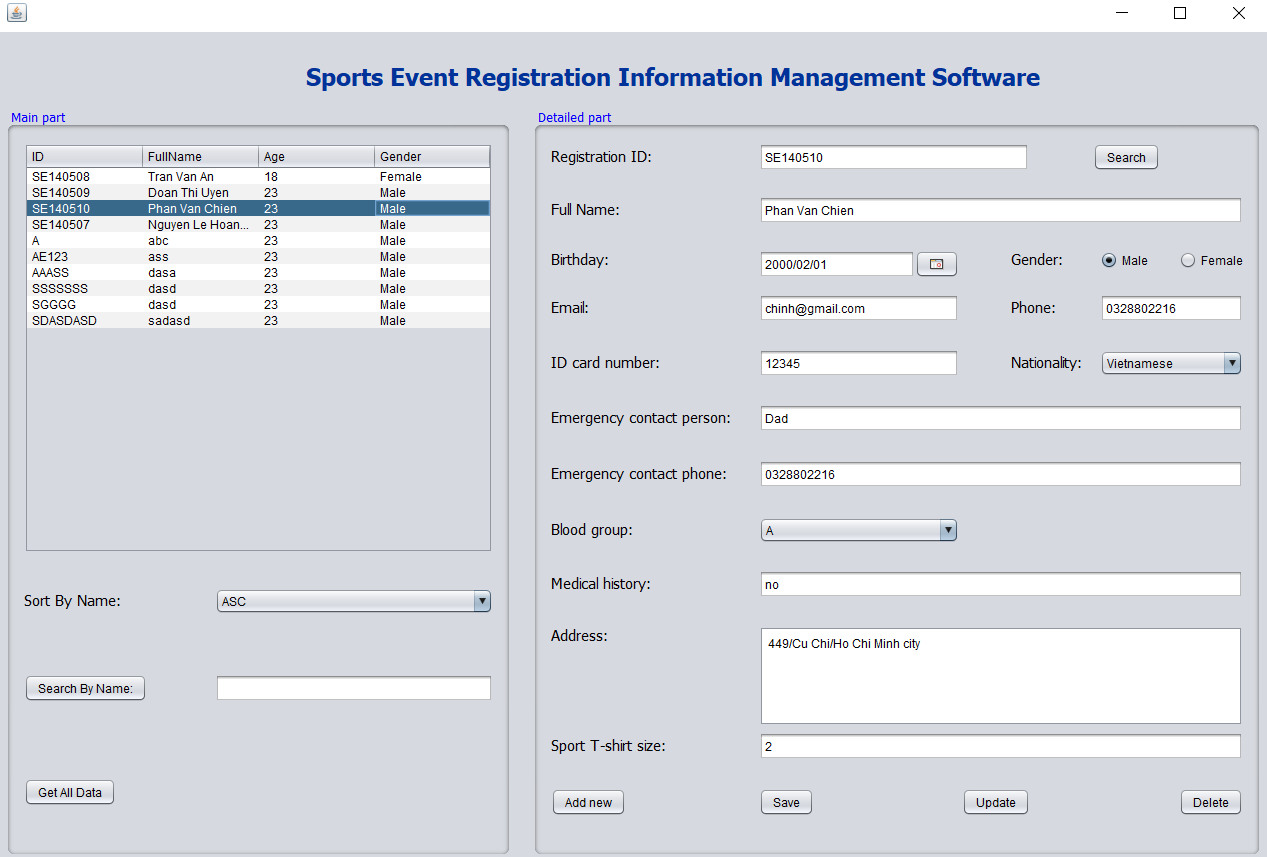 Sports Event Registration Information Management Software
Main part
ID FullName Age Gender
SE140508 Tran Van An 18 Female
SE140509 Doan Thi Uyen 23 Male
SE140510 Phan Van Chien 23 Male
SE140507 Nguyen Le Hoan... 23 Male
A abc 23 Male
AE123 ass 23 Male
AAASS dasa 23 Male
SSSSSSS dasd 23 Male
SGGGG dasd 23 Male
SDASDASD sadasd 23 Male
Sort By Name: ASC
Search By Name:
Get All Data
Detailed part
Registration ID: SE140510 Search
Full Name: Phan Van Chien
Birthday: 2000/02/01 Gender: Male Female
Email: chinh@gmail.com Phone: 0328802216
ID card number: 12345 Nationality: Vietnamese
Emergency contact person: Dad
Emergency contact phone: 0328802216
Blood group: A
Medical history: no
Address: 449/Cu Chi/Ho Chi Minh city
Sport T-shirt size: 2
Add new Save Update Delete